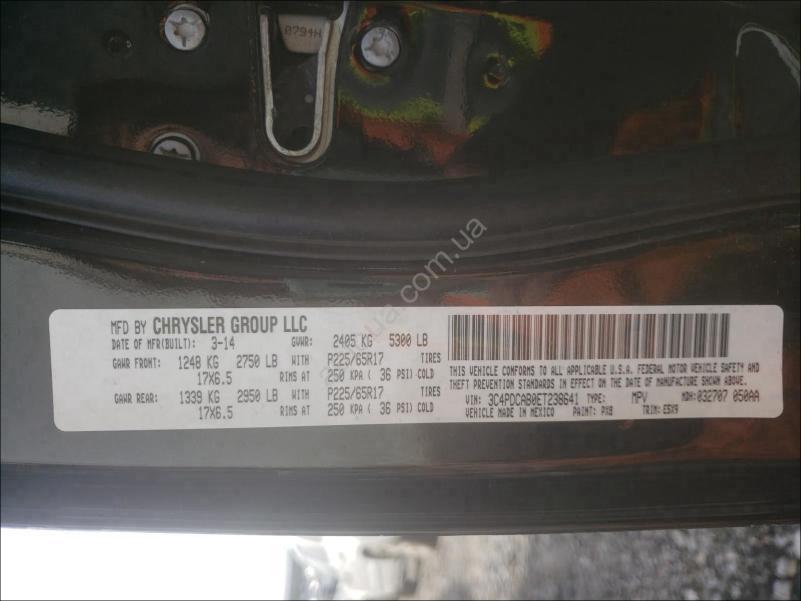 0794H
MFD BY CHRYSLER GROUP LLC
DATE OF MFR(BUILT): 3-14 GVWR: 2405 KG 5300 LB
GAWR FRONT: 1248 KG 2750 LB WITH P225/65R17 TIRES
17X6.5 RIMS AT 250 KPA ( 36 PSI) COLD
GAWR REAR: 1339 KG 2950 LB WITH P225/65R17 TIRES
17X6.5 RIMS AT 250 KPA ( 36 PSI) COLD
THIS VEHICLE CONFORMS TO ALL APPLICABLE U.S.A. FEDERAL MOTOR VEHICLE SAFETY AND
THEFT PREVENTION STANDARDS IN EFFECT ON THE DATE OF MANUFACTURE SHOWN ABOVE.
VIN: 3C4PDCAB0ET238641 TYPE: MPV MDH: 032707 050AA
VEHICLE MADE IN MEXICO PAINT: PX8 TRIM: E5X9
.com.ua